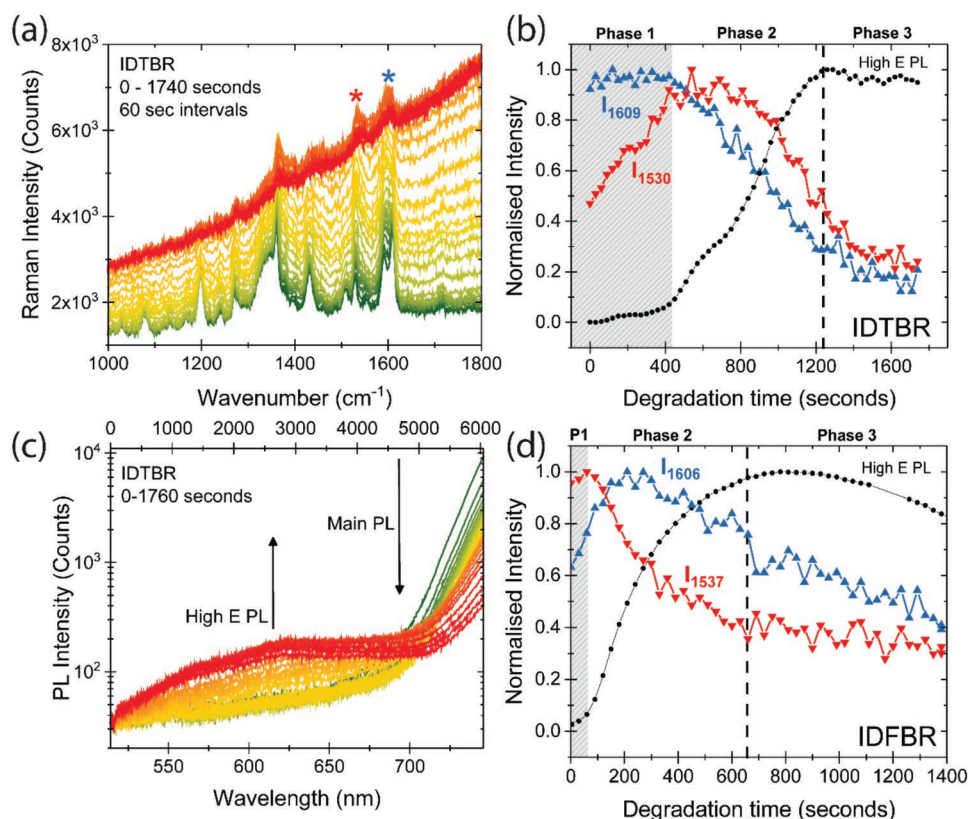 (a)
8x10³
6x10³
4x10³
2x10³
Raman Intensity (Counts)
IDTBR
0 - 1740 seconds
60 sec intervals
* *
1000 1200 1400 1600 1800
Wavenumber (cm⁻¹)
(b)
Phase 1 Phase 2 Phase 3
1.0
0.8
0.6
0.4
0.2
0.0
Normalised Intensity
High E PL
I₁₆₀₉
I₁₅₃₀
IDTBR
0 400 800 1200 1600
Degradation time (seconds)
(c)
0 1000 2000 3000 4000 5000 6000
10⁴
10³
10²
PL Intensity (Counts)
IDTBR
0-1760 seconds
Main PL
High E PL
550 600 650 700
Wavelength (nm)
(d)
P1 Phase 2 Phase 3
1.0
0.8
0.6
0.4
0.2
0.0
Normalised Intensity
High E PL
I₁₆₀₆
I₁₅₃₇
IDFBR
0 200 400 600 800 1000 1200 1400
Degradation time (seconds)